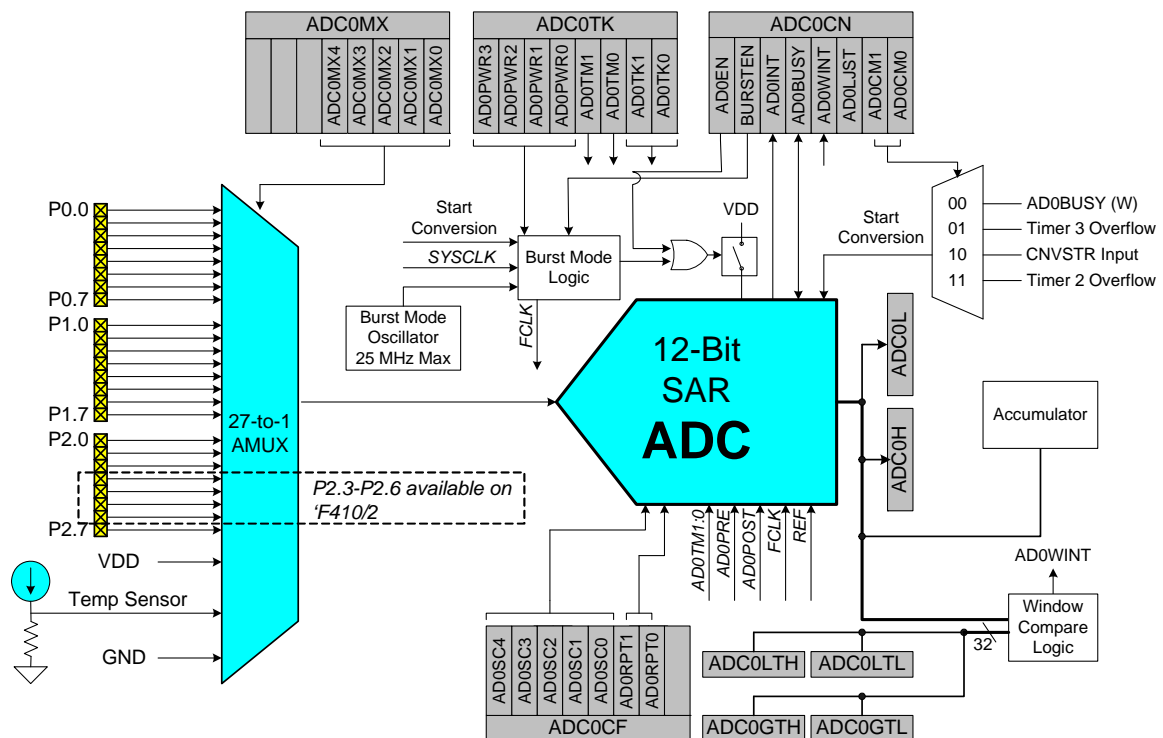 ADC0MX
ADC0TK
ADC0CN
ADC0MX4
ADC0MX3
ADC0MX2
ADC0MX1
ADC0MX0
AD0PWR3
AD0PWR2
AD0PWR1
AD0PWR0
AD0TM1
AD0TM0
AD0TK1
AD0TK0
AD0EN
BURSTEN
AD0INT
AD0BUSY
AD0WINT
AD0LJST
AD0CM1
AD0CM0
P0.0
P0.7
P1.0
P1.7
P2.0
P2.7
VDD
Temp Sensor
GND
27-to-1
AMUX
P2.3-P2.6 available on
‘F410/2
Start
Conversion
SYSCLK
Burst Mode
Oscillator
25 MHz Max
Burst Mode
Logic
FCLK
VDD
Start
Conversion
00
01
10
11
AD0BUSY (W)
Timer 3 Overflow
CNVSTR Input
Timer 2 Overflow
12-Bit
SAR
ADC
ADC0L
ADC0H
Accumulator
AD0WINT
Window
Compare
Logic
32
AD0TM1:0
AD0PRE
AD0POST
FCLK
REF
AD0SC4
AD0SC3
AD0SC2
AD0SC1
AD0SC0
AD0RPT1
AD0RPT0
ADC0CF
ADC0LTH
ADC0LTL
ADC0GTH
ADC0GTL